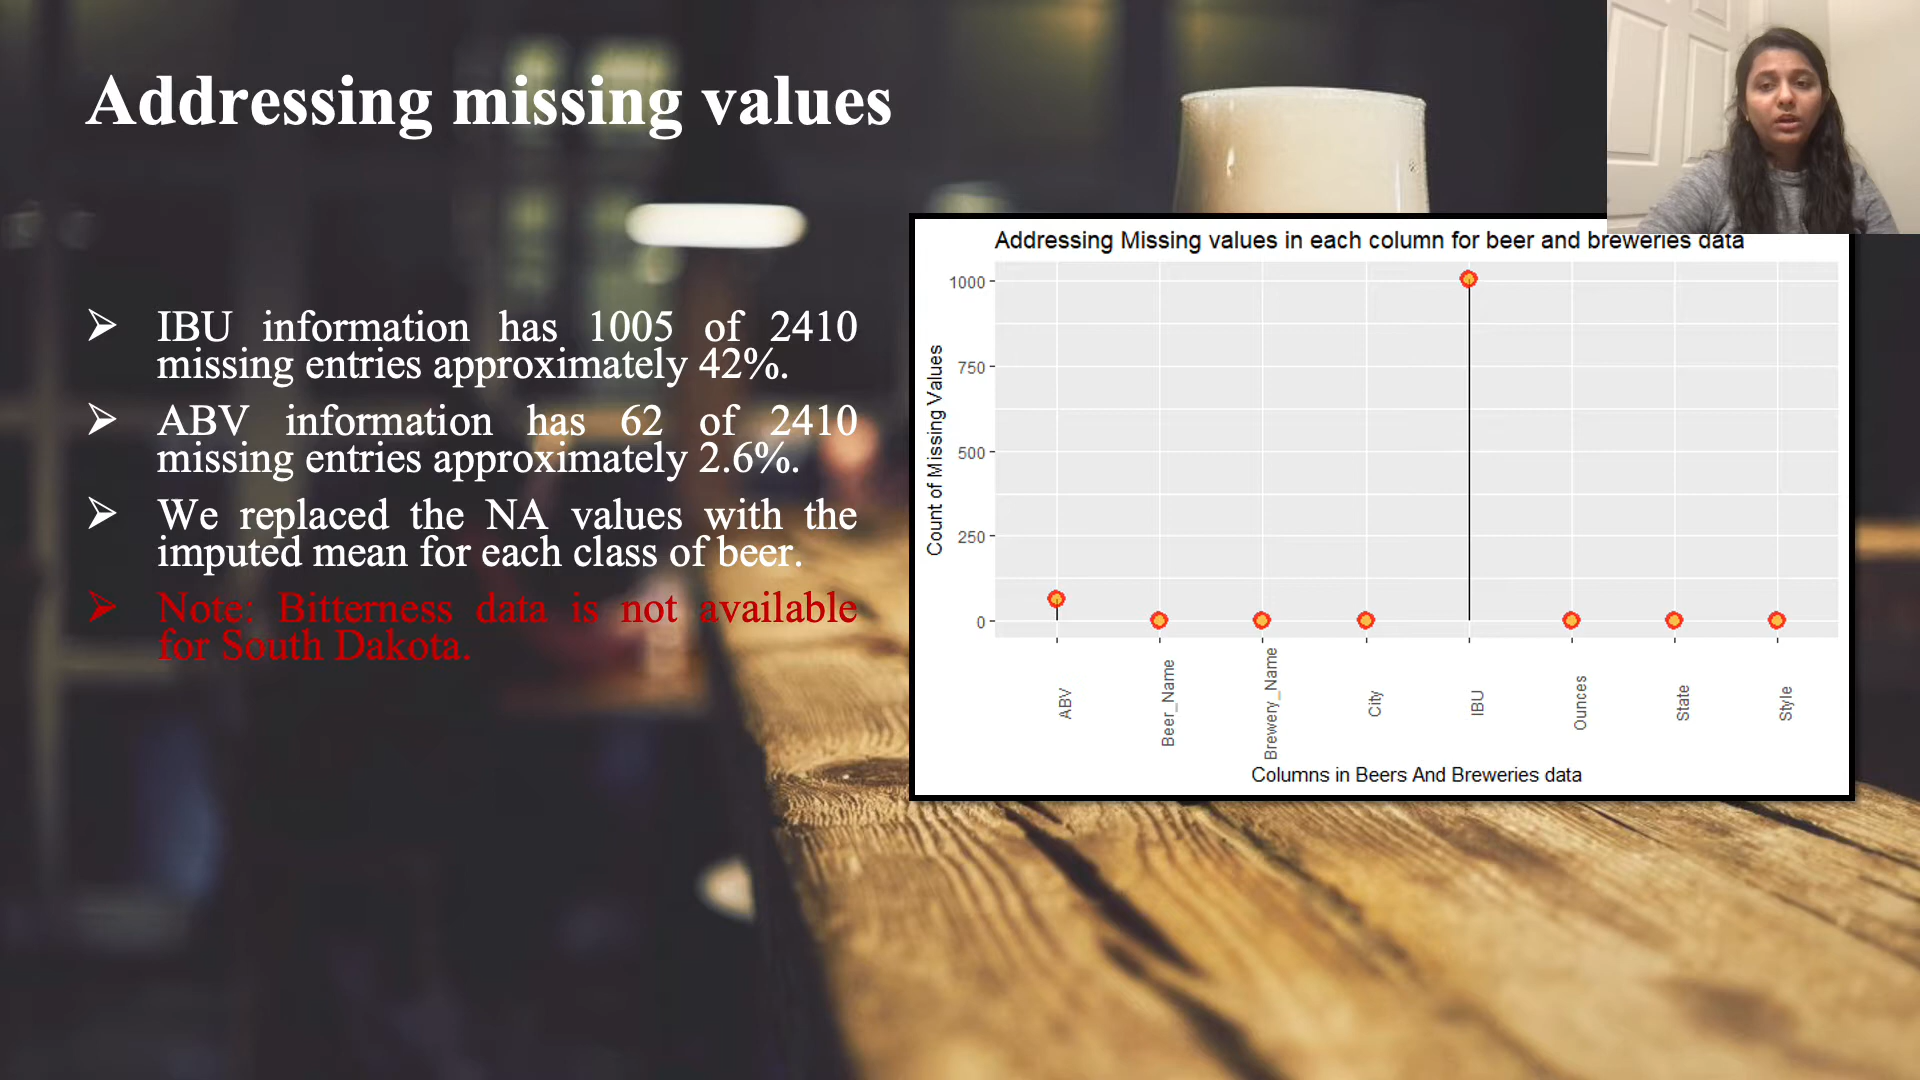 Addressing missing values
IBU information has 1005 of 2410
missing entries approximately 42%.
ABV information has 62 of 2410
missing entries approximately 2.6%.
We replaced the NA values with the
imputed mean for each class of beer.
Note: Bitterness data is not available
for South Dakota.
Addressing Missing values in each column for beer and breweries data
Count of Missing Values
1000
750
500
250
0
ABV
Beer_Name
Brewery_Name
City
IBU
Ounces
State
Style
Columns in Beers And Breweries data